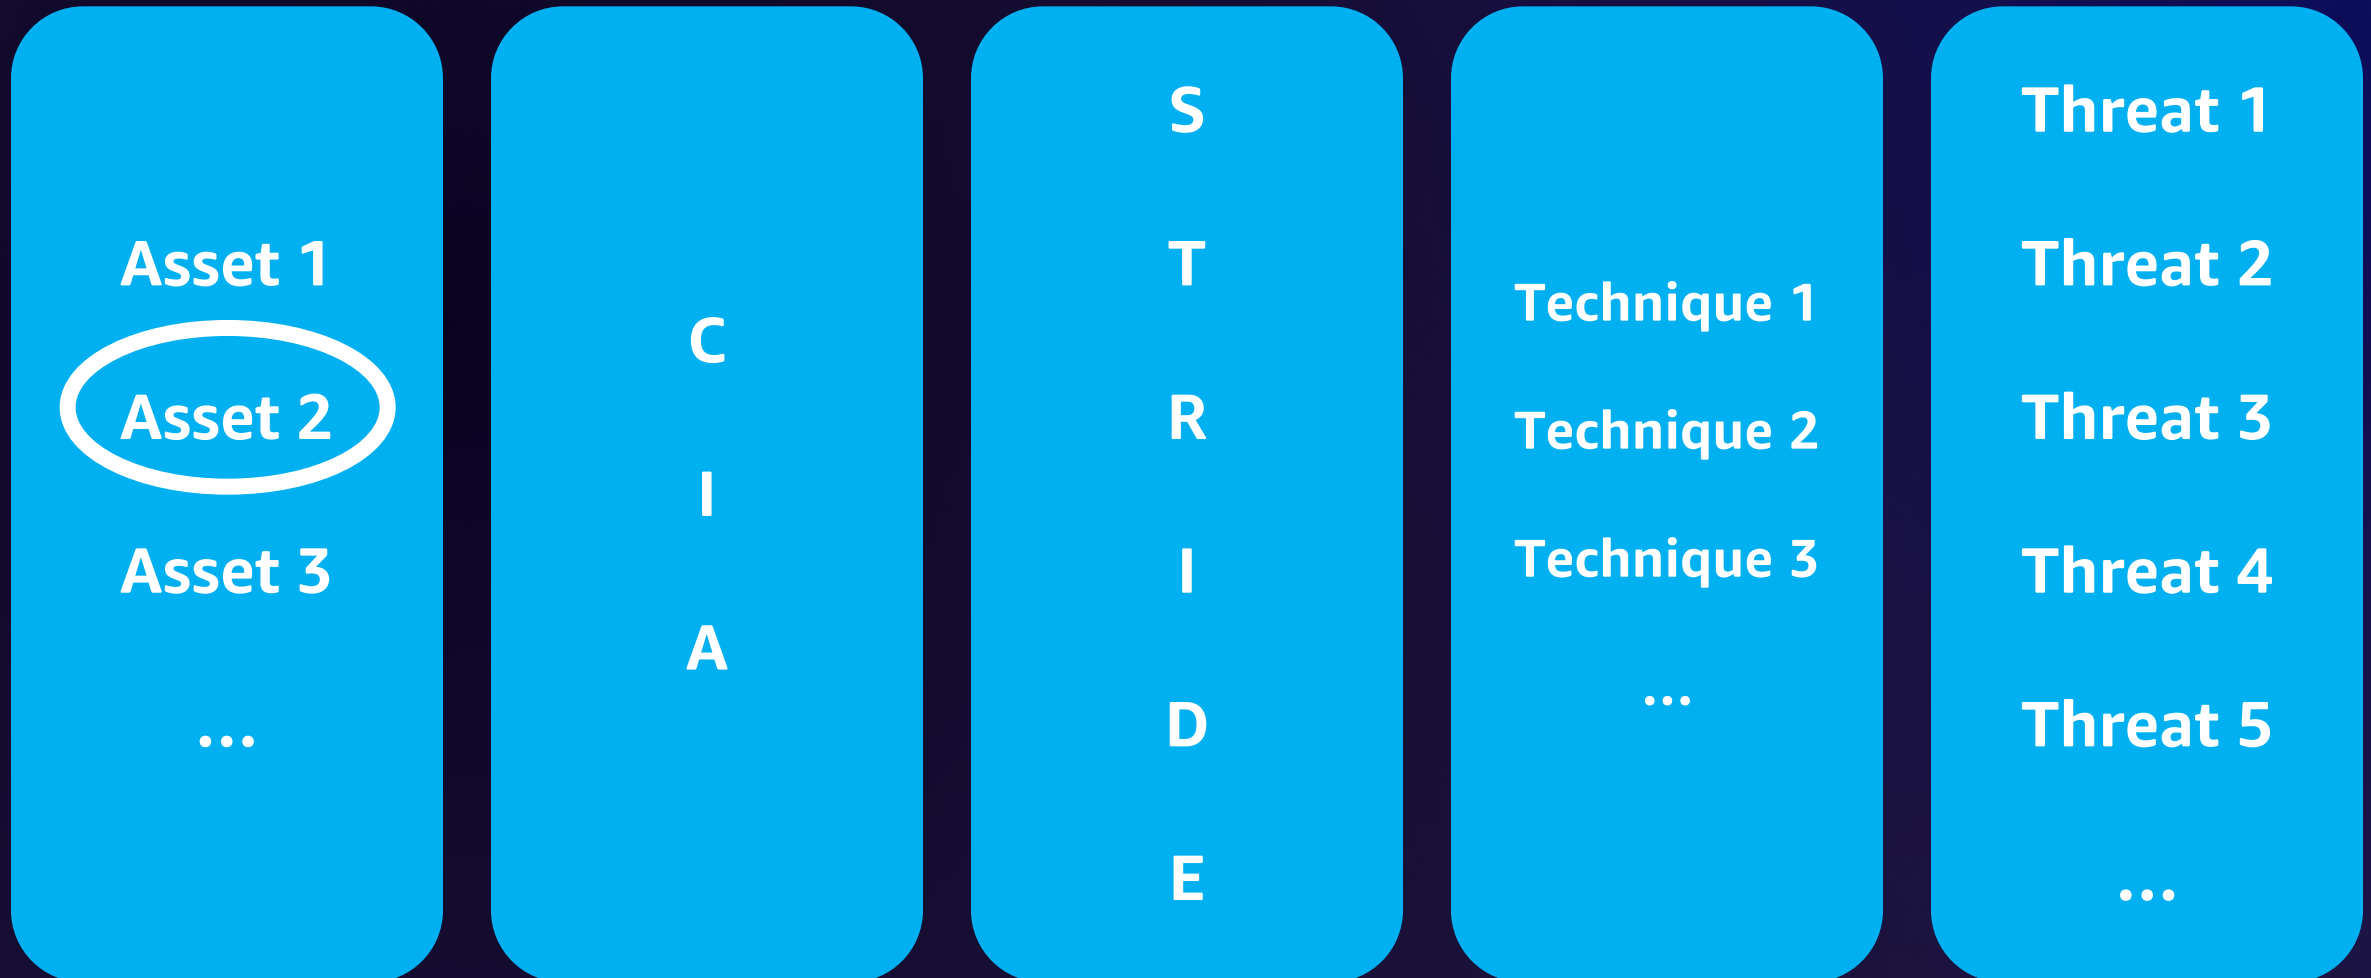 Asset 1
Asset 2
Asset 3
...
C
I
A
S
T
R
I
D
E
Technique 1
Technique 2
Technique 3
...
Threat 1
Threat 2
Threat 3
Threat 4
Threat 5
...